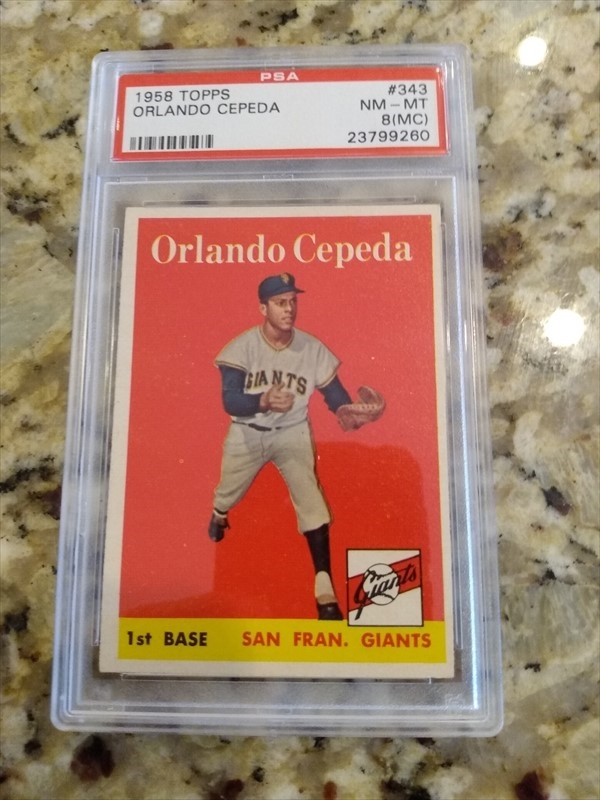 PSA
1958 TOPPS #343
ORLANDO CEPEDA NM - MT
8(MC)
23799260
Orlando Cepeda
GIANTS
Giants
1st BASE SAN FRAN. GIANTS